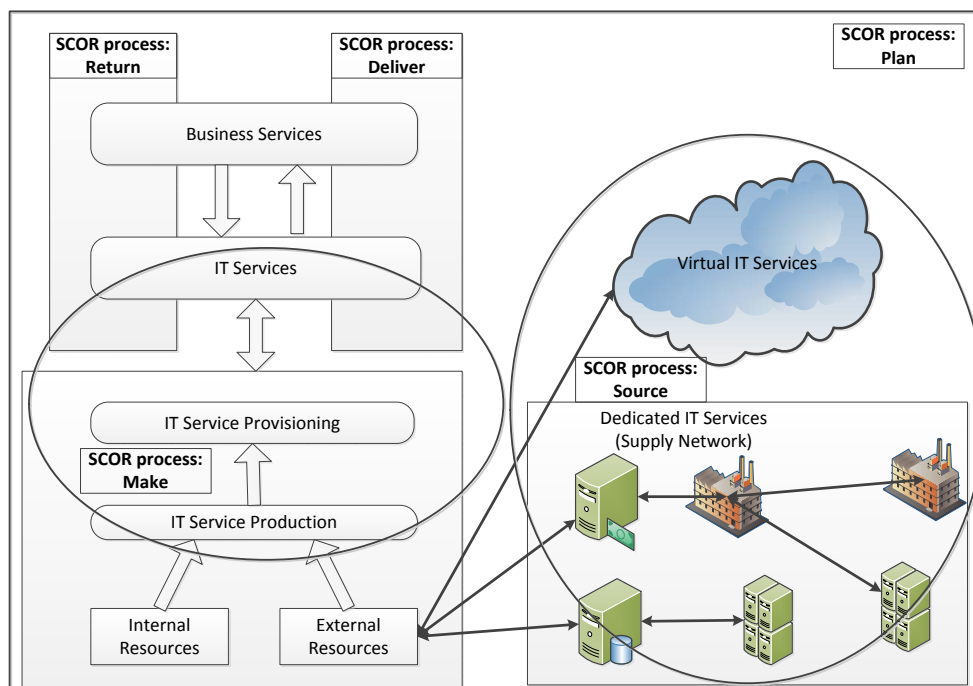 SCOR process:
Return
SCOR process:
Deliver
SCOR process:
Plan
Business Services
IT Services
Virtual IT Services
SCOR process:
Source
IT Service Provisioning
SCOR process:
Make
IT Service Production
Internal
Resources
External
Resources
Dedicated IT Services
(Supply Network)